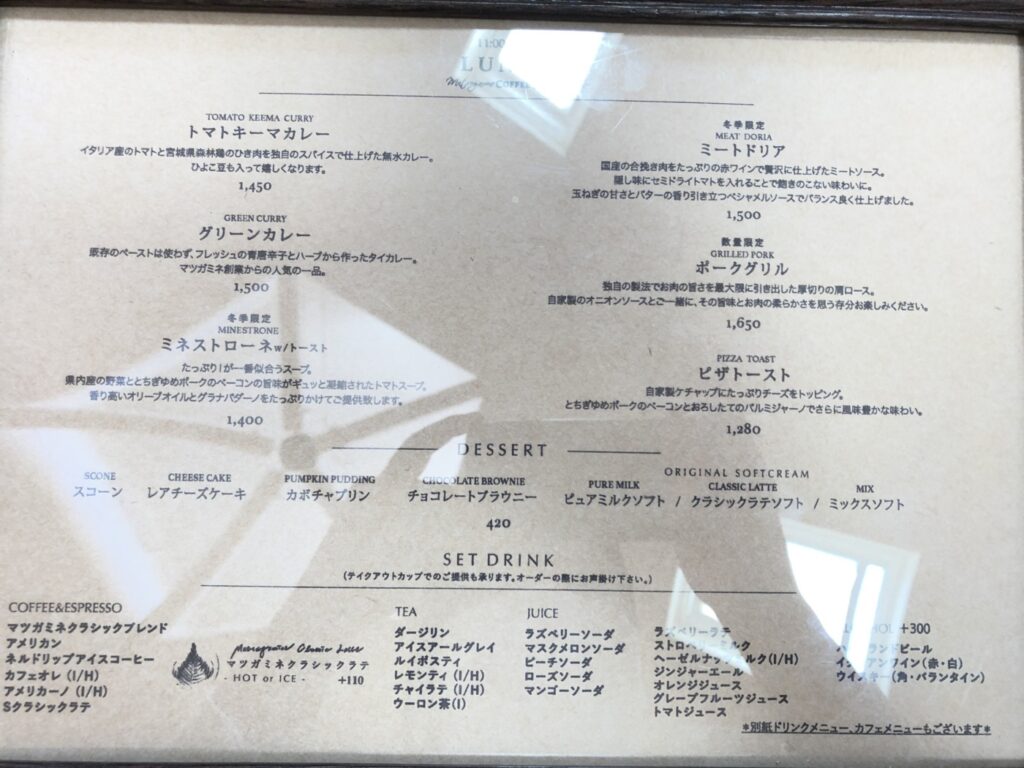 11:00
LU
COFFEE
TOMATO KEEMA CURRY
トマトキーマカレー
イタリア産のトマトと宮城県森林鶏のひき肉を独自のスパイスで仕上げた無水カレー。
ひよこ豆も入って嬉しくなります。
1,450
GREEN CURRY
グリーンカレー
既存のペーストは使わず、フレッシュの青唐辛子とハーブから作ったタイカレー。
マツガミネ創業からの人気の一品。
1,500
冬季限定
MINESTRONE
ミネストローネw/トースト
たっぷり！が一番似合うスープ。
県内産の野菜ととちぎゆめポークのベーコンの旨味がギュッと凝縮されたトマトスープ。
香り高いオリーブオイルとグラナパダーノをたっぷりかけてご提供致します。
1,400
冬季限定
MEAT DORIA
ミートドリア
国産の合挽き肉をたっぷりの赤ワインで贅沢に仕上げたミートソース。
隠し味にセミドライトマトを入れることで飽きのこない味わいに。
玉ねぎの甘さとバターの香り引き立つベシャメルソースでバランス良く仕上げました。
1,500
数量限定
GRILLED PORK
ポークグリル
独自の製法でお肉の旨さを最大限に引き出した厚切りの肩ロース。
自家製のオニオンソースとご一緒に、その旨味とお肉の柔らかさを思う存分お楽しみください。
1,650
PIZZA TOAST
ピザトースト
自家製ケチャップにたっぷりチーズをトッピング。
とちぎゆめポークのベーコンとおろしたてのパルミジャーノでさらに風味豊かな味わい。
1,280
DESSERT
SCONE
スコーン
CHEESE CAKE
レアチーズケーキ
PUMPKIN PUDDING
カボチャプリン
CHOCOLATE BROWNIE
チョコレートブラウニー
ORIGINAL SOFTCREAM
PURE MILK CLASSIC LATTE MIX
ピュアミルクソフト / クラシックラテソフト / ミックスソフト
420
SET DRINK
(テイクアウトカップでのご提供も承ります。オーダーの際にお声掛け下さい。)
COFFEE&ESPRESSO
マツガミネクラシックブレンド
アメリカン
ネルドリップアイスコーヒー
カフェオレ (I/H)
アメリカーノ (I/H)
Sクラシックラテ
マツガミネクラシックラテ
- HOT or ICE - +110
TEA
ダージリン
アイスアールグレイ
ルイボスティ
レモンティ (I/H)
チャイラテ (I/H)
ウーロン茶(I)
JUICE
ラズベリーソーダ
マスクメロンソーダ
ピーチソーダ
ローズソーダ
マンゴーソーダ
ラズベリーラテ
ストロベリーミルク
ヘーゼルナッツミルク(I/H)
ジンジャーエール
オレンジジュース
グレープフルーツジュース
トマトジュース
+300
ランドビール
ワイン(赤・白)
ウイスキー(角・バランタイン)
*別紙ドリンクメニュー、カフェメニューもございます*